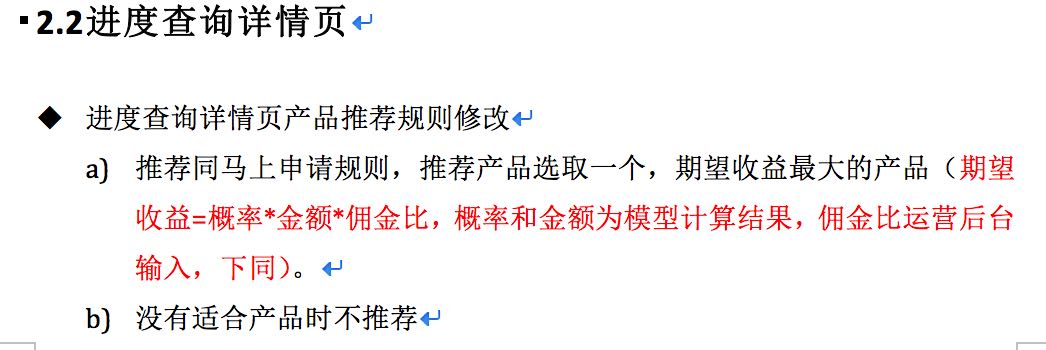 2.2进度查询详情页
进度查询详情页产品推荐规则修改
a) 推荐同马上申请规则，推荐产品选取一个，期望收益最大的产品（期望
收益=概率*金额*佣金比，概率和金额为模型计算结果，佣金比运营后台
输入，下同）。
b) 没有适合产品时不推荐